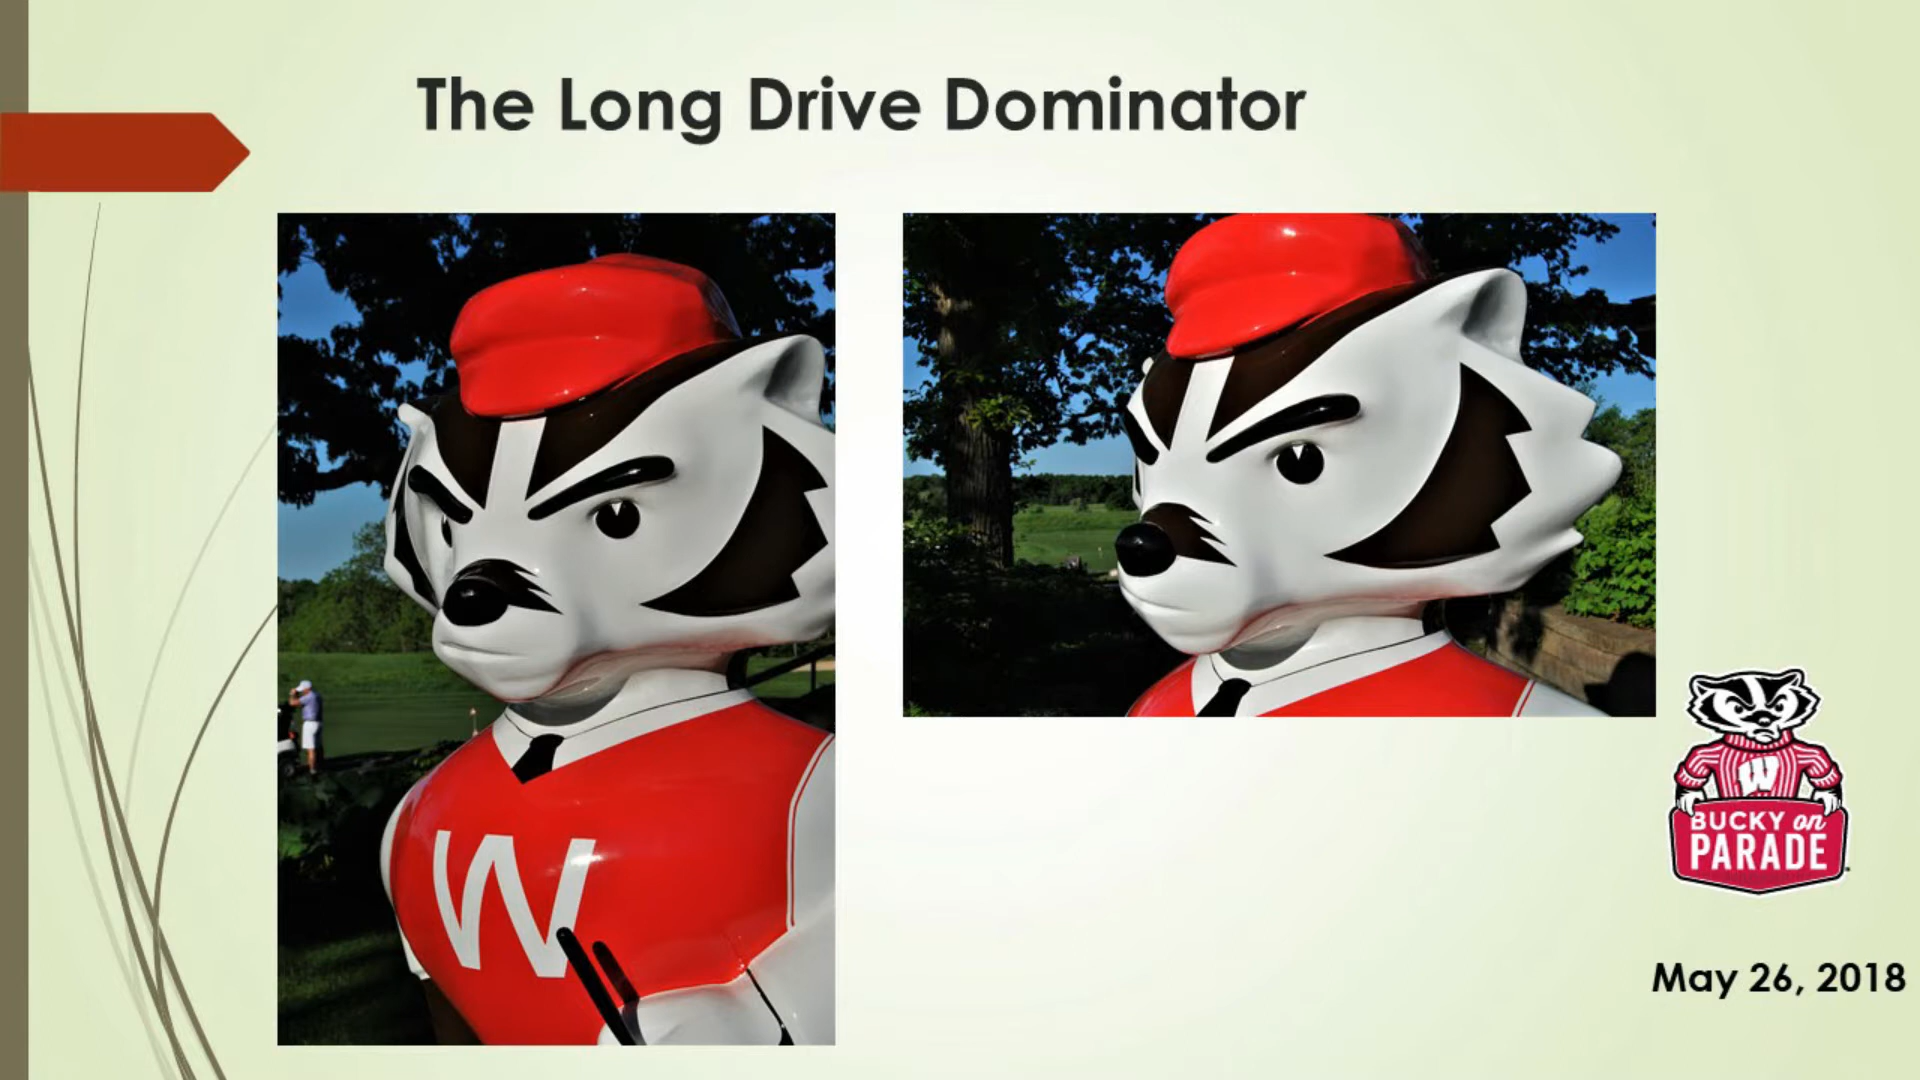 The Long Drive Dominator
W
W
BUCKY on
PARADE
May 26, 2018